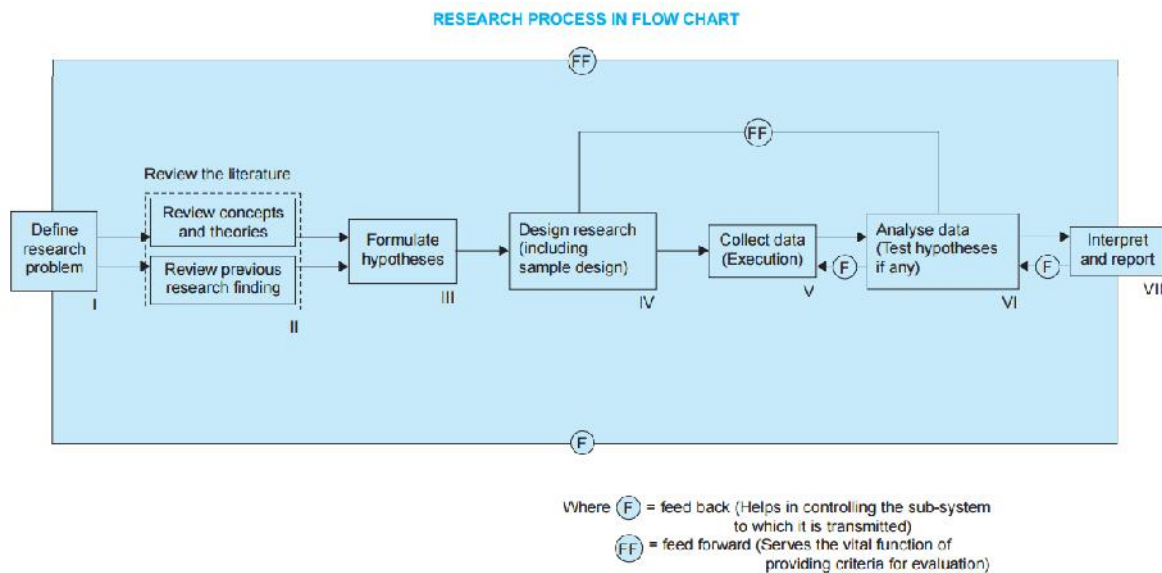 RESEARCH PROCESS IN FLOW CHART
FF
FF
Review the literature
Define
research
problem
I
Review concepts
and theories
Review previous
research finding
II
Formulate
hypotheses
III
Design research
(including
sample design)
IV
Collect data
(Execution)
V
F
Analyse data
(Test hypotheses
if any)
VI
F
Interpret
and report
VII
F
Where F = feed back (Helps in controlling the sub-system
to which it is transmitted)
FF = feed forward (Serves the vital function of
providing criteria for evaluation)